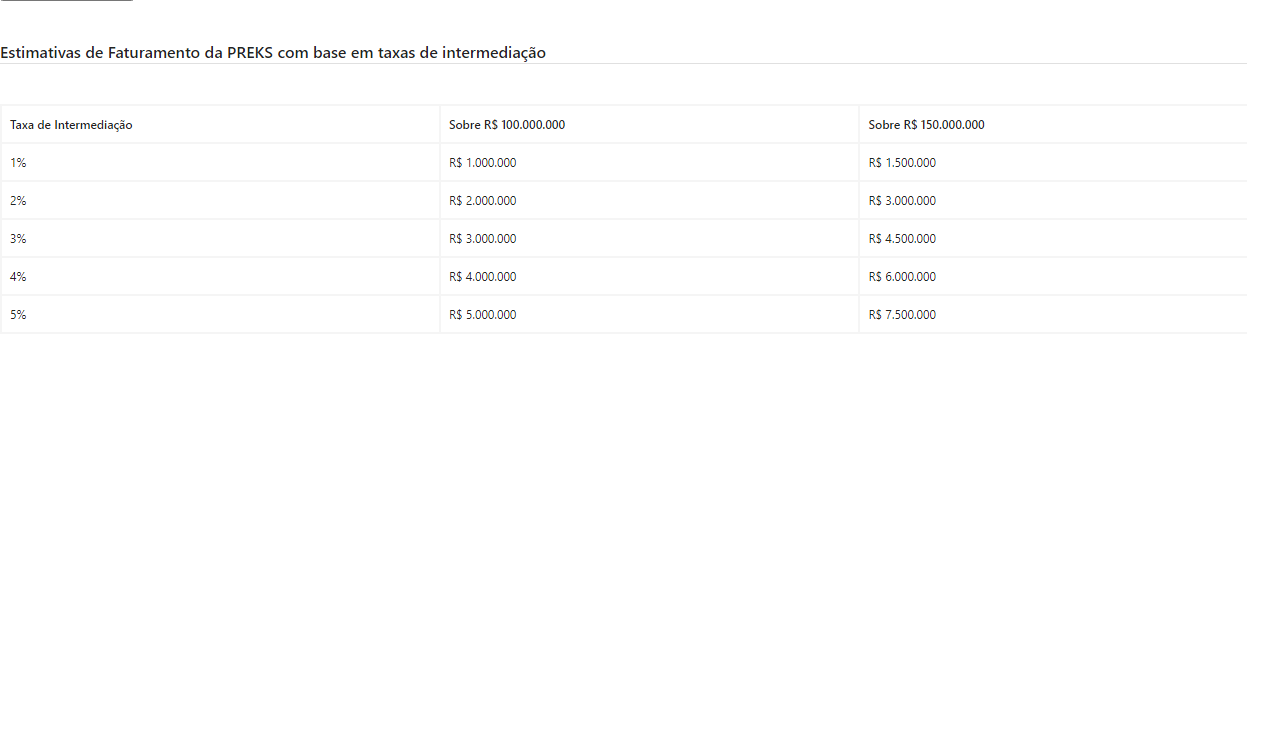 Estimativas de Faturamento da PREKS com base em taxas de intermediação
Taxa de Intermediação Sobre R$ 100.000.000 Sobre R$ 150.000.000
1% R$ 1.000.000 R$ 1.500.000
2% R$ 2.000.000 R$ 3.000.000
3% R$ 3.000.000 R$ 4.500.000
4% R$ 4.000.000 R$ 6.000.000
5% R$ 5.000.000 R$ 7.500.000